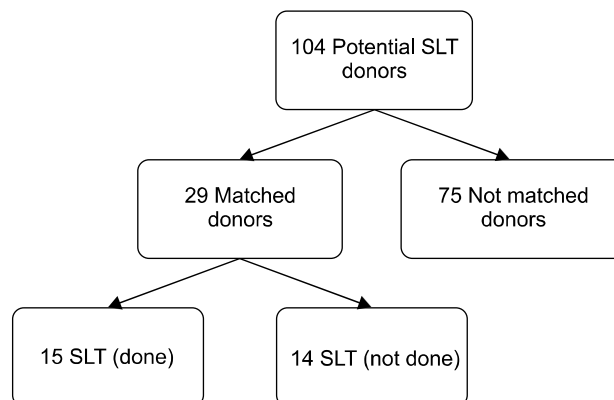 104 Potential SLT
donors
29 Matched
donors
75 Not matched
donors
15 SLT (done)
14 SLT (not done)